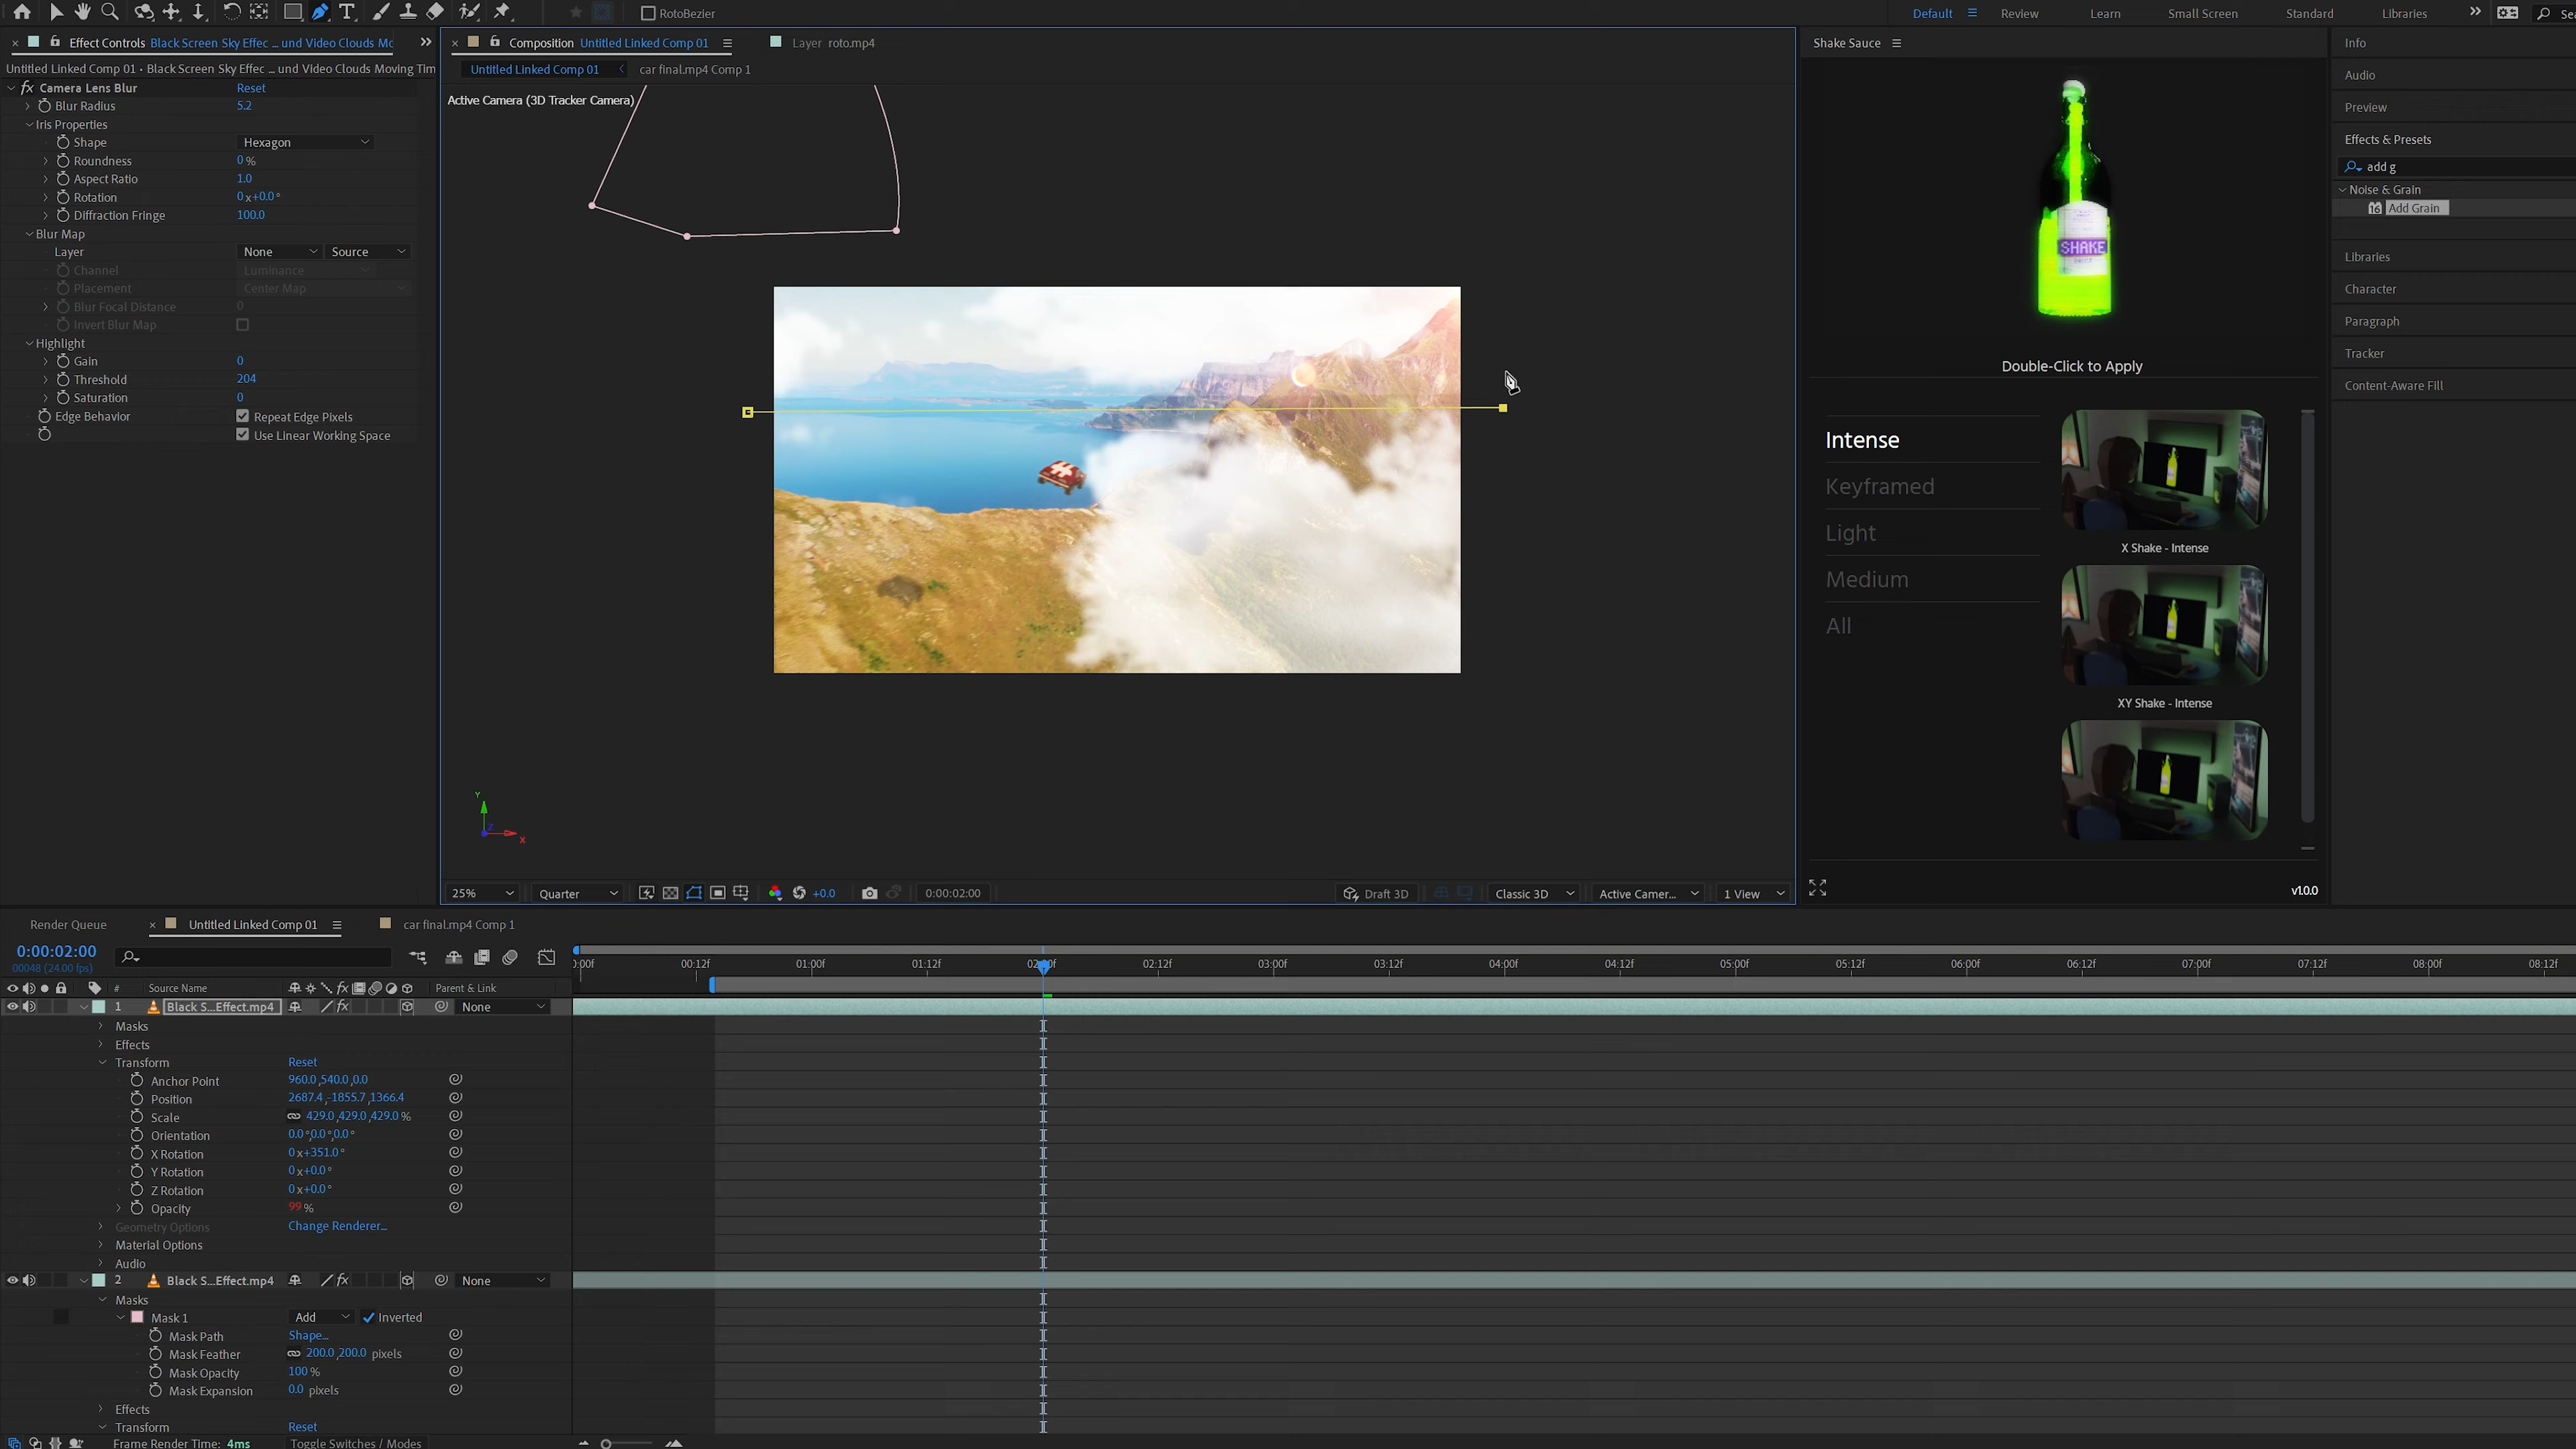 RotoBezier
Default
Review
Learn
Small Screen
Standard
Libraries
Effect Controls Black Screen Sky Effec ... und Video Clouds Mc
Untitled Linked Comp 01 • Black Screen Sky Effec ... und Video Clouds Moving Tim
Camera Lens Blur Reset
Blur Radius 5.2
Iris Properties
Shape Hexagon
Roundness 0 %
Aspect Ratio 1.0
Rotation 0 x+0.0 °
Diffraction Fringe 100.0
Blur Map
Layer None Source
Channel Luminance
Placement Center Map
Blur Focal Distance 0
Invert Blur Map
Highlight
Gain 0
Threshold 204
Saturation 0
Edge Behavior Repeat Edge Pixels
Use Linear Working Space
Composition Untitled Linked Comp 01
Layer roto.mp4
Untitled Linked Comp 01 car final.mp4 Comp 1
Active Camera (3D Tracker Camera)
Y
Z
X
25% Quarter +0.0 0:00:02:00 Draft 3D Classic 3D Active Camer... 1 View
Shake Sauce
SHAKE
Double-Click to Apply
Intense
Keyframed
Light
Medium
All
X Shake - Intense
XY Shake - Intense
v1.0.0
Info
Audio
Preview
Effects & Presets
add g
Noise & Grain
16 Add Grain
Libraries
Character
Paragraph
Tracker
Content-Aware Fill
Render Queue
Untitled Linked Comp 01
car final.mp4 Comp 1
0:00:02:00
00048 (24.00 fps)
:00f 00:12f 01:00f 01:12f 02:12f 03:00f 03:12f 04:00f 04:12f 05:00f 05:12f 06:00f 06:12f 07:00f 07:12f 08:00f 08:12f
# Source Name fx Parent & Link
1 Black S...Effect.mp4 fx None
Masks
Effects
Transform Reset
Anchor Point 960.0,540.0,0.0
Position 2687.4,-1855.7,1366.4
Scale 429.0,429.0,429.0 %
Orientation 0.0°,0.0°,0.0°
X Rotation 0 x+351.0°
Y Rotation 0 x+0.0°
Z Rotation 0 x+0.0°
Opacity 99 %
Geometry Options Change Renderer...
Material Options
Audio
2 Black S...Effect.mp4 fx None
Masks
Mask 1 Add Inverted
Mask Path Shape...
Mask Feather 200.0,200.0 pixels
Mask Opacity 100 %
Mask Expansion 0.0 pixels
Effects
Transform Reset
Frame Render Time: 4ms Toggle Switches / Modes